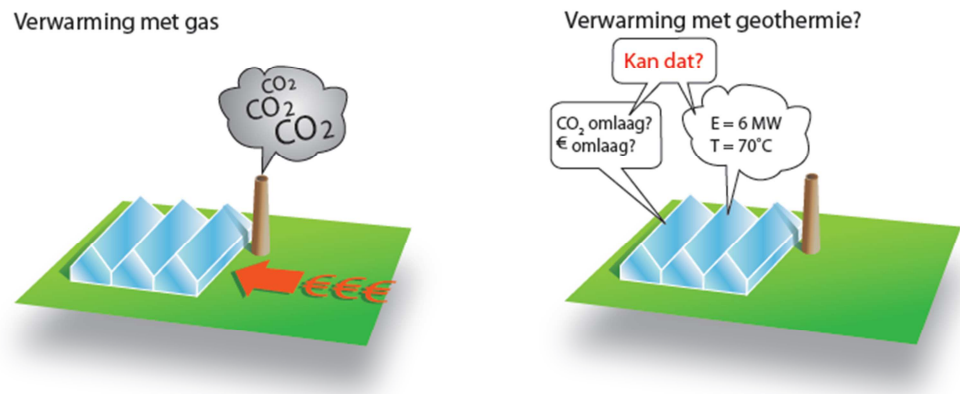 Verwarming met gas
CO2
CO2
CO2
€€€
Verwarming met geothermie?
Kan dat?
CO₂ omlaag?
€ omlaag?
E = 6 MW
T = 70°C